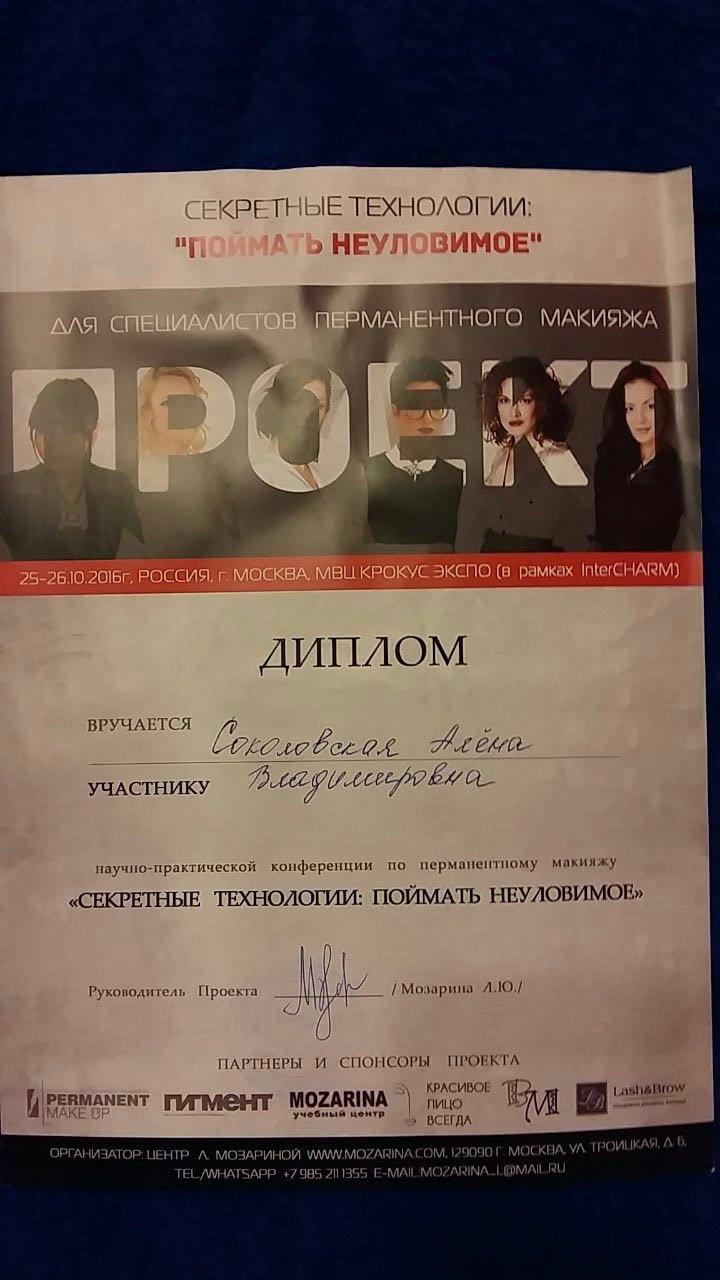 СЕКРЕТНЫЕ ТЕХНОЛОГИИ:
"ПОЙМАТЬ НЕУЛОВИМОЕ"
ДЛЯ СПЕЦИАЛИСТОВ ПЕРМАНЕНТНОГО МАКИЯЖА
ПРОЕКТ
25-26.10.2016г, РОССИЯ, г. МОСКВА, МВЦ КРОКУС ЭКСПО (в рамках InterCHARM)
ДИПЛОМ
ВРУЧАЕТСЯ Соколовская Алёна
УЧАСТНИКУ Владимировна
научно-практической конференции по перманентному макияжу
«СЕКРЕТНЫЕ ТЕХНОЛОГИИ: ПОЙМАТЬ НЕУЛОВИМОЕ»
Руководитель Проекта /Мозарина Л.Ю./
ПАРТНЕРЫ И СПОНСОРЫ ПРОЕКТА
PERMANENT
MAKE UP
ПИГМЕНТ
MOZARINA
учебный центр
КРАСИВОЕ
ЛИЦО
ВСЕГДА
Lash&Brow
ОРГАНИЗАТОР: ЦЕНТР Л. МОЗАРИНОЙ WWW.MOZARINA.COM, 129090 Г. МОСКВА, УЛ. ТРОИЦКАЯ, Д. 6,
TEL./WHATSAPP +7 985 211 1355 E-MAIL:MOZARINA_L@MAIL.RU